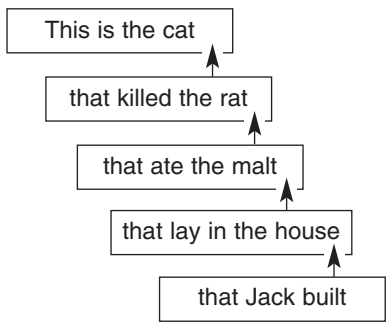 This is the cat
that killed the rat
that ate the malt
that lay in the house
that Jack built